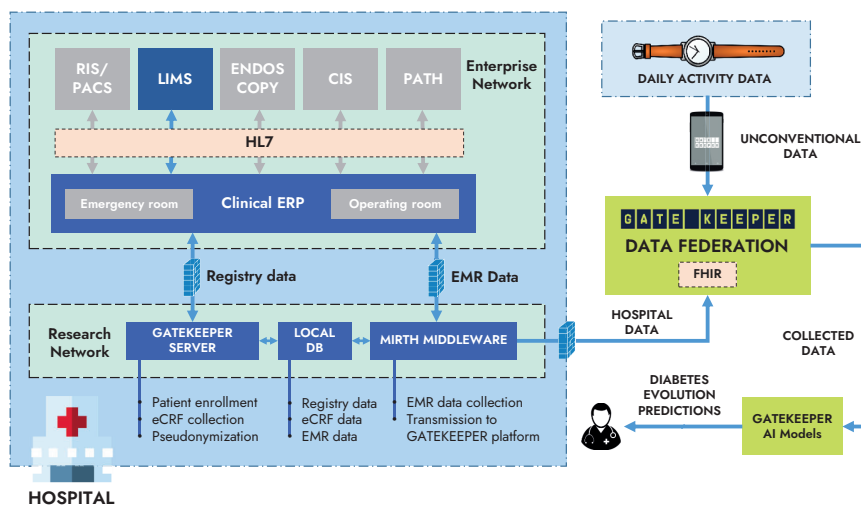 RIS/
PACS
LIMS
ENDOS
COPY
CIS
PATH
Enterprise
Network
HL7
Emergency room
Clinical ERP
Operating room
Registry data
EMR Data
Research
Network
GATEKEEPER
SERVER
LOCAL
DB
MIRTH MIDDLEWARE
• Patient enrollment
• eCRF collection
• Pseudonymization
• Registry data
• eCRF data
• EMR data
• EMR data collection
• Transmission to
GATEKEEPER platform
HOSPITAL
DAILY ACTIVITY DATA
UNCONVENTIONAL
DATA
GATE KEEPER
DATA FEDERATION
FHIR
HOSPITAL
DATA
COLLECTED
DATA
DIABETES
EVOLUTION
PREDICTIONS
GATEKEEPER
AI Models